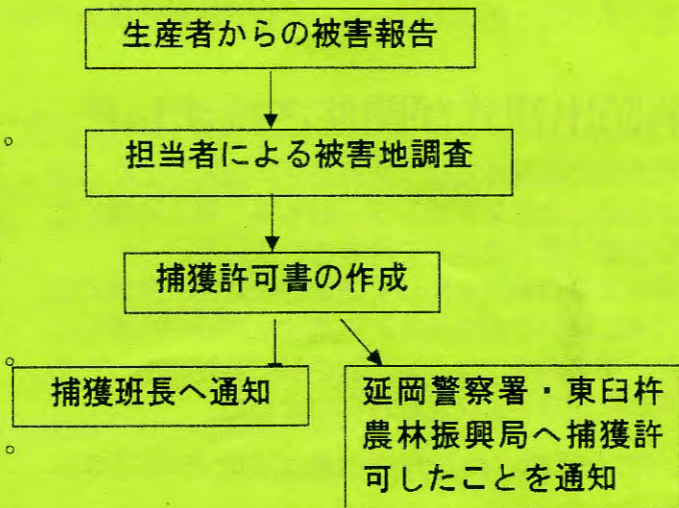 生産者からの被害報告
担当者による被害地調査
捕獲許可書の作成
捕獲班長へ通知
延岡警察署・東臼杵
農林振興局へ捕獲許
可したことを通知